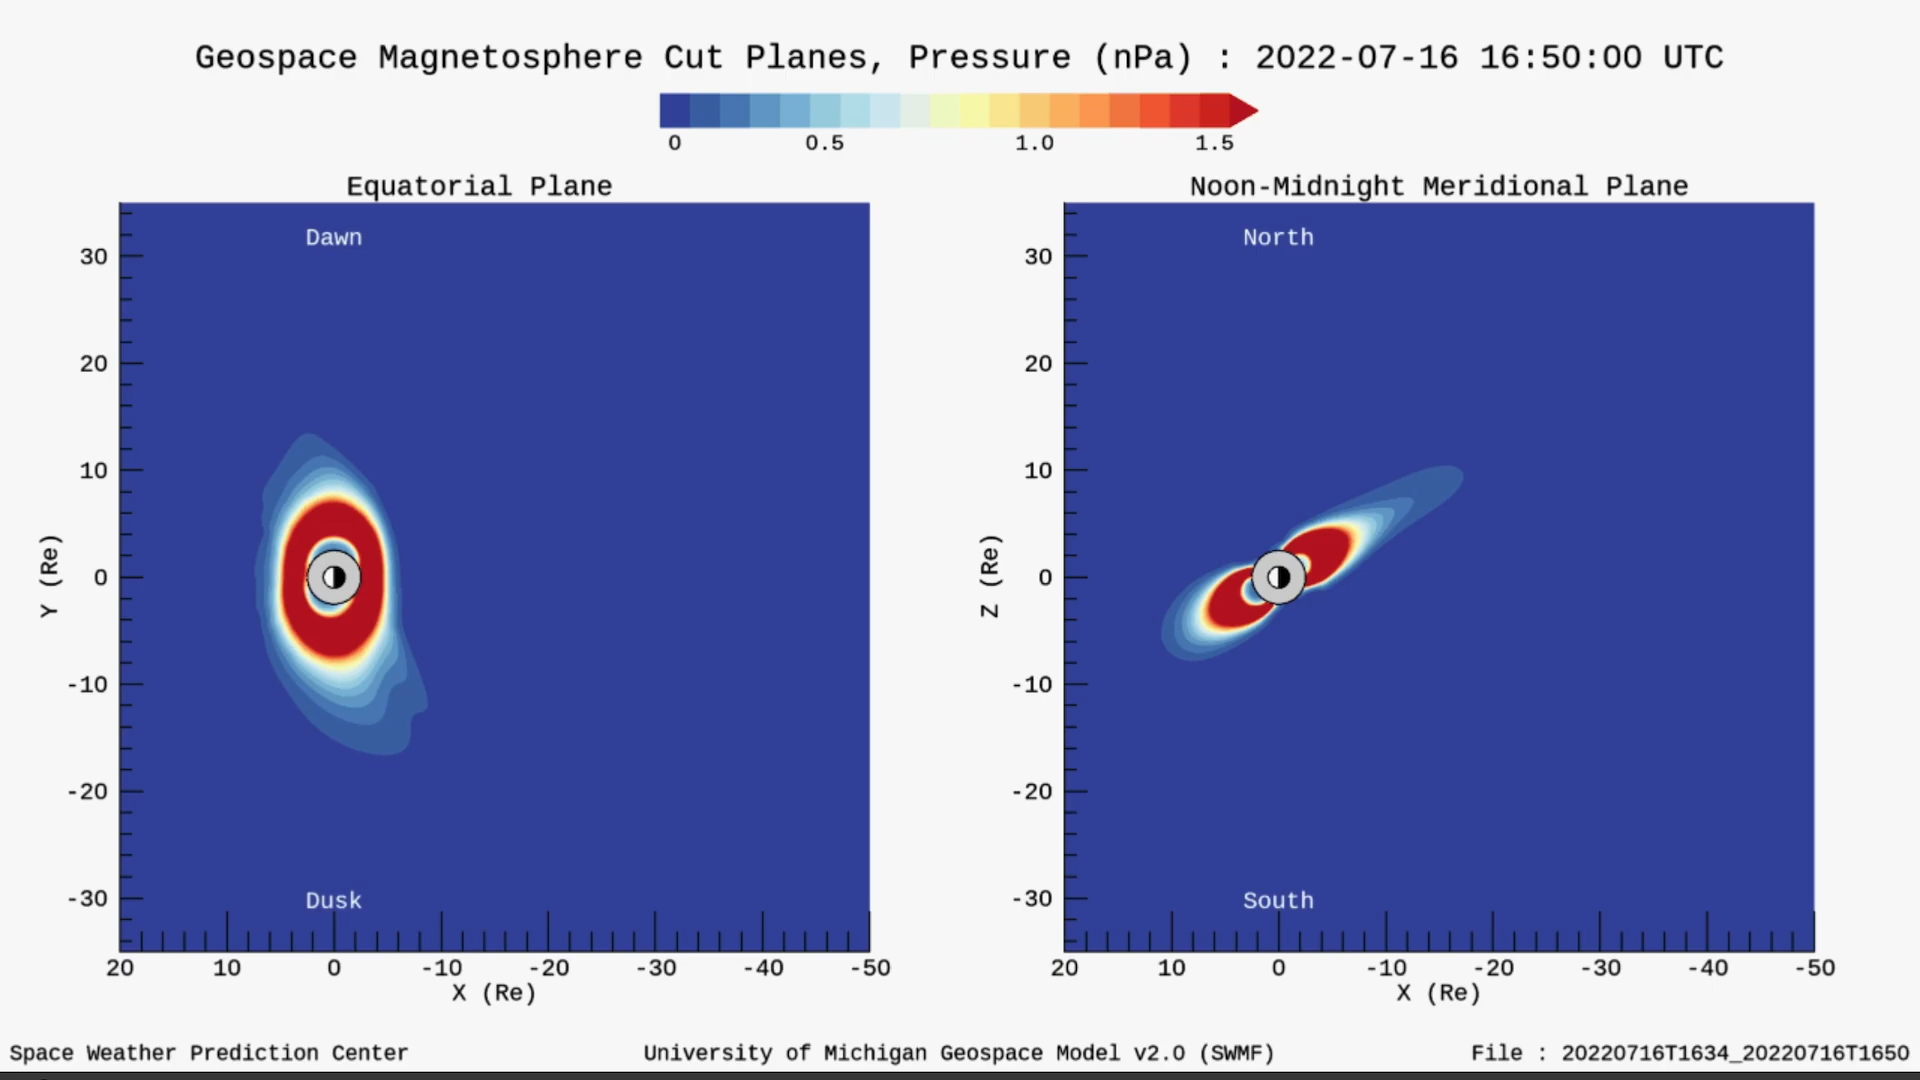 Geospace Magnetosphere Cut Planes, Pressure (nPa) : 2022-07-16 16:50:00 UTC
0 0.5 1.0 1.5
Equatorial Plane
Dawn
30
20
10
0
-10
-20
-30
Y (Re)
Dusk
20 10 0 -10 -20 -30 -40 -50
X (Re)
Noon-Midnight Meridional Plane
North
30
20
10
0
-10
-20
-30
Z (Re)
South
20 10 0 -10 -20 -30 -40 -50
X (Re)
Space Weather Prediction Center
University of Michigan Geospace Model v2.0 (SWMF)
File : 20220716T1634_20220716T1650